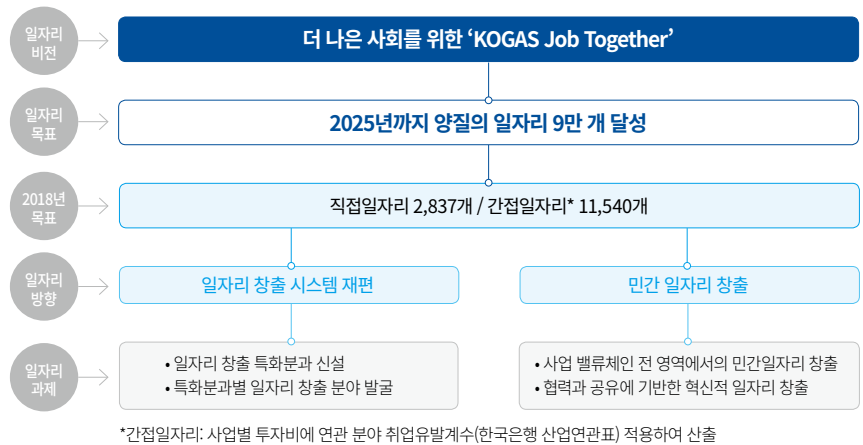 일자리
비전
더 나은 사회를 위한 ‘KOGAS Job Together’
일자리
목표
2025년까지 양질의 일자리 9만 개 달성
2018년
목표
직접일자리 2,837개 / 간접일자리* 11,540개
일자리
방향
일자리 창출 시스템 재편
민간 일자리 창출
일자리
과제
• 일자리 창출 특화분과 신설
• 특화분과별 일자리 창출 분야 발굴
• 사업 밸류체인 전 영역에서의 민간일자리 창출
• 협력과 공유에 기반한 혁신적 일자리 창출
*간접일자리: 사업별 투자비에 연관 분야 취업유발계수(한국은행 산업연관표) 적용하여 산출